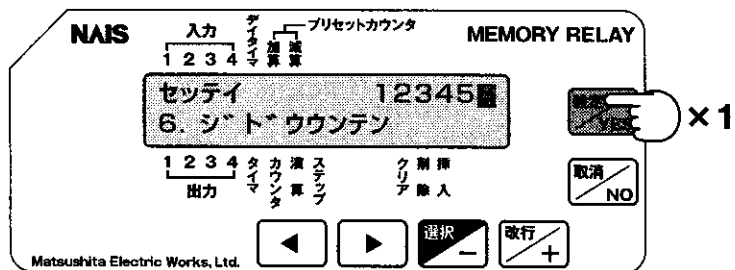 NAiS
MEMORY RELAY
入力
1 2 3 4
デイタイマ
加算
減算
プリセットカウンタ
セッテイ 12345
6. ジドウウンテン
1 2 3 4
出力
タイマ
カウンタ
演算
ステップ
クリア
削除
挿入
YES
×1
取消 NO
選択 −
改行 +
Matsushita Electric Works, Ltd.